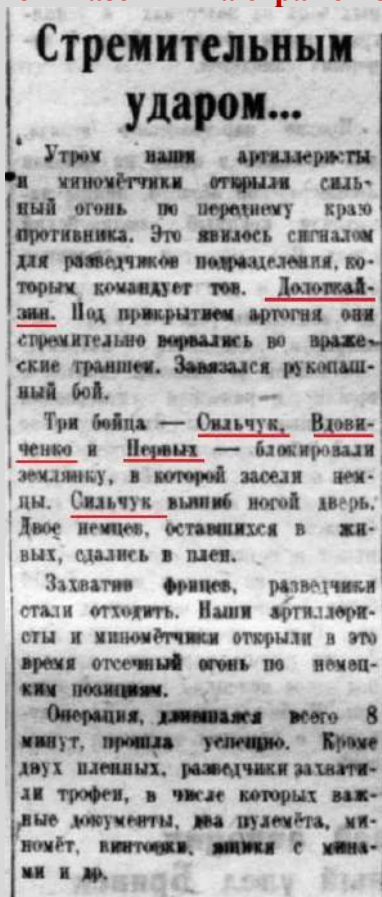 Стремительным
ударом...
Утром наши артиллеристы
и миномётчики открыли силь-
ный огонь по переднему краю
противника. Это явилось сигналом
для разведчиков подразделения, ко-
торым командует тов. Долоткай-
зин. Под прикрытием артогня они
стремительно ворвались во враже-
ские траншеи. Завязался рукопаш-
ный бой.
Три бойца — Сильчук, Вдови-
ченко и Первых — блокировали
землянку, в которой засели нем-
цы. Сильчук вышиб ногой дверь.
Двое немцев, оставшихся в жи-
вых, сдались в плен.
Захватив фрицев, разведчики
стали отходить. Наши артиллери-
сты и миномётчики открыли в это
время отсечный огонь по немец-
ким позициям.
Операция, длившаяся всего 8
минут, прошла успешно. Кроме
двух пленных, разведчики захвати-
ли трофеи, в числе которых важ-
ные документы, два пулемёта, ми-
номёт, винтовки, ящики с мина-
ми и др.